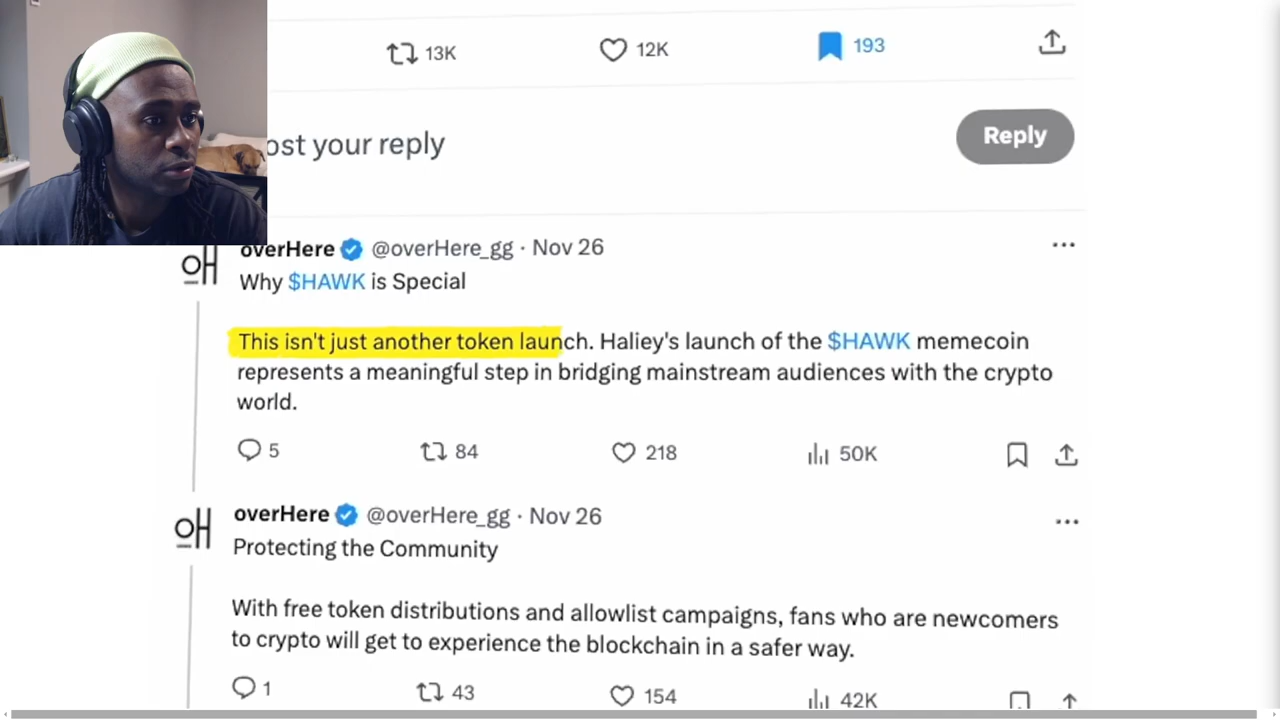 13K 12K 193
ost your reply Reply
overHere @overHere_gg · Nov 26
oH
Why $HAWK is Special
This isn't just another token launch. Haliey's launch of the $HAWK memecoin
represents a meaningful step in bridging mainstream audiences with the crypto
world.
5 84 218 50K
overHere @overHere_gg · Nov 26
oH
Protecting the Community
With free token distributions and allowlist campaigns, fans who are newcomers
to crypto will get to experience the blockchain in a safer way.
1 43 154 42K